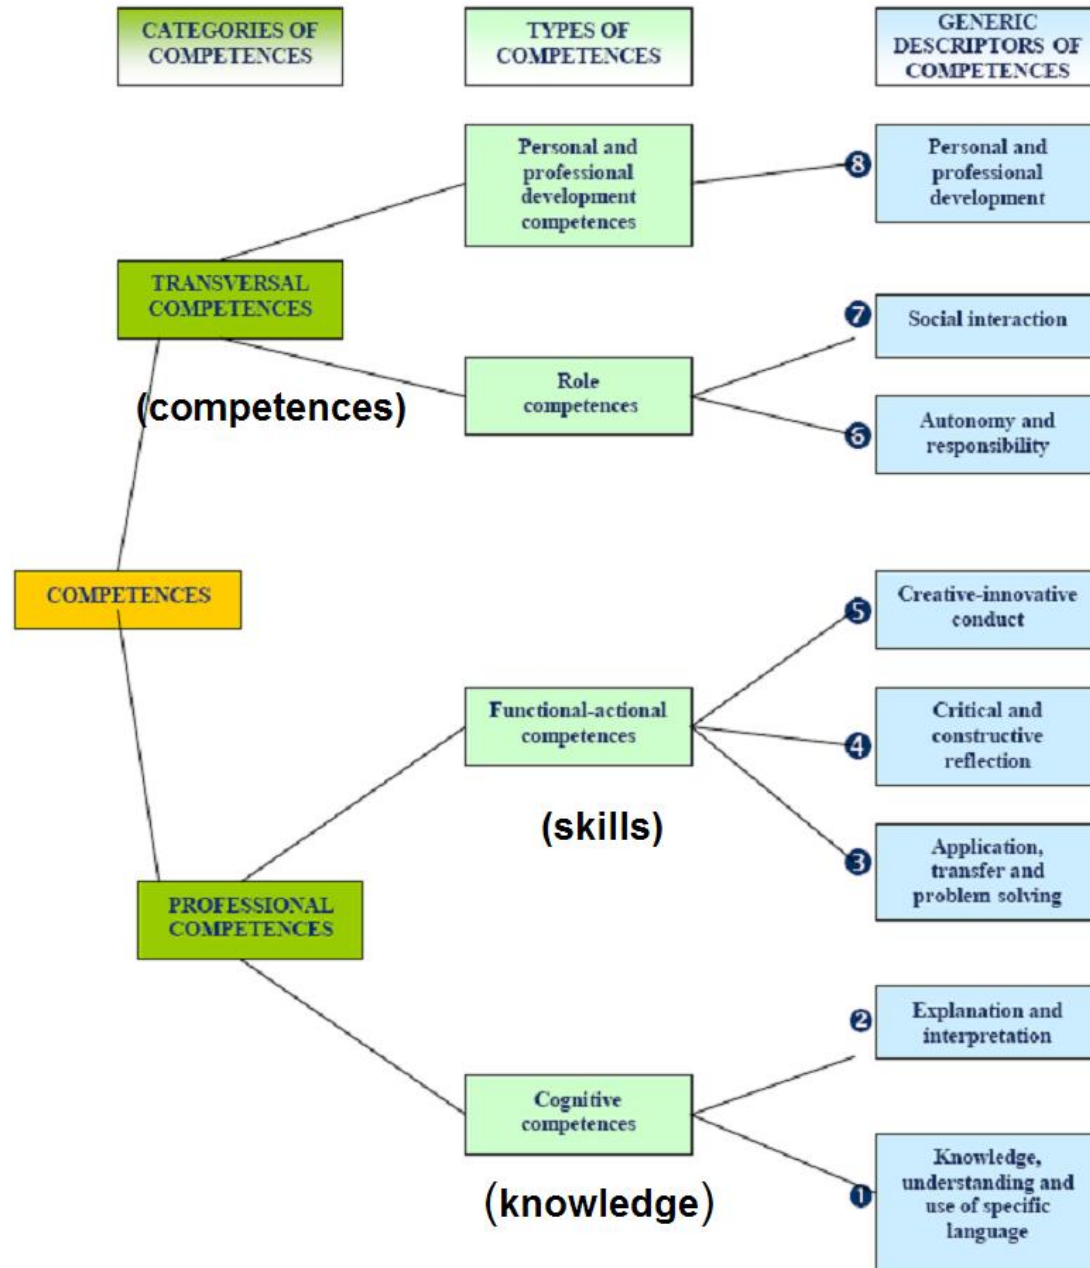 CATEGORIES OF
COMPETENCES
TYPES OF
COMPETENCES
GENERIC
DESCRIPTORS OF
COMPETENCES
Personal and
professional
development
competences
8
Personal and
professional
development
TRANSVERSAL
COMPETENCES
7
Social interaction
(competences)
Role
competences
6
Autonomy and
responsibility
COMPETENCES
5
Creative-innovative
conduct
Functional-actional
competences
4
Critical and
constructive
reflection
(skills)
3
Application,
transfer and
problem solving
PROFESSIONAL
COMPETENCES
2
Explanation and
interpretation
Cognitive
competences
(knowledge)
1
Knowledge,
understanding and
use of specific
language